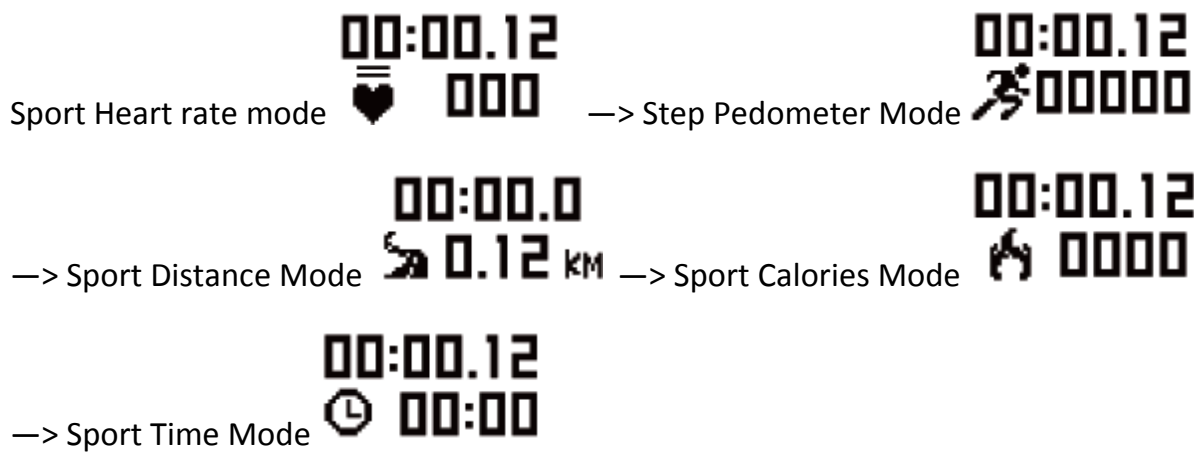 00:00.12 00:00.12
Sport Heart rate mode 000 —> Step Pedometer Mode 00000
00:00.0 00:00.12
—> Sport Distance Mode 0.12 KM —> Sport Calories Mode 0000
00:00.12
—> Sport Time Mode 00:00